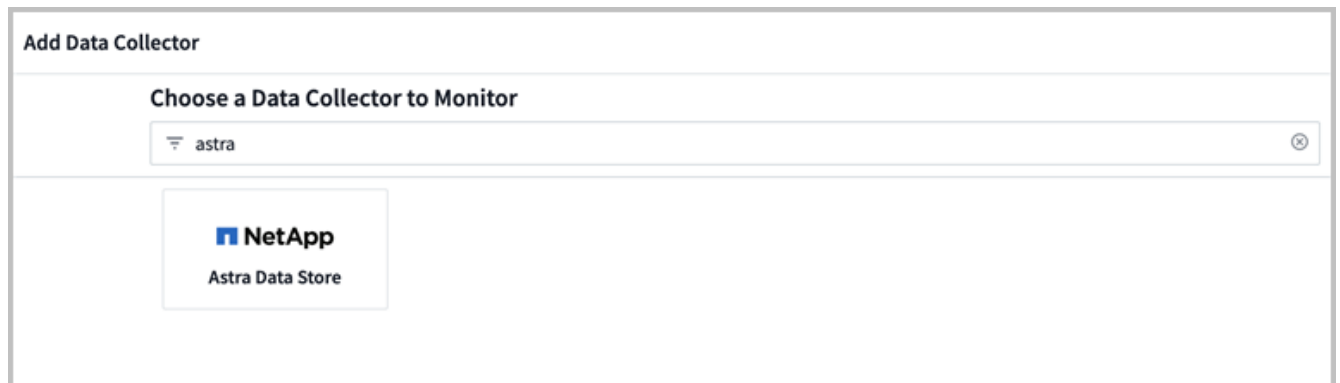 Add Data Collector
Choose a Data Collector to Monitor
astra
NetApp
Astra Data Store